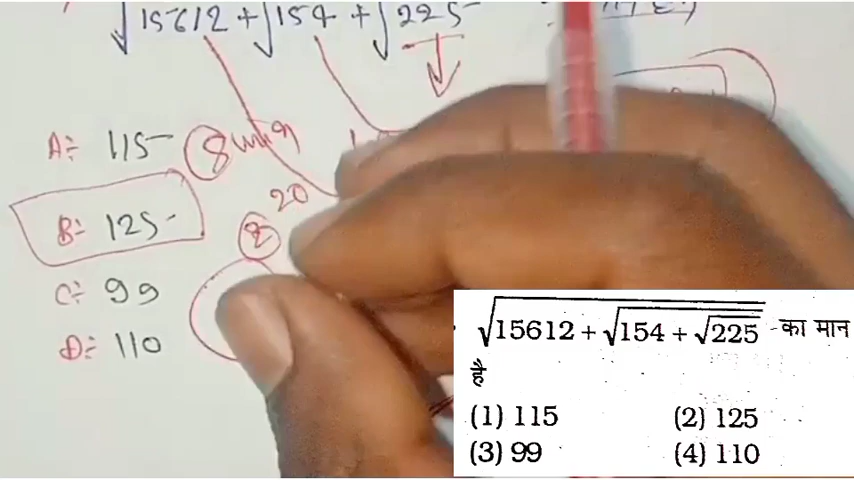 √15612 + √154 + √225
A÷ 115
8 min
B÷ 125
20
C÷ 99
D÷ 110
√15612 + √154 + √225 का मान
है
(1) 115 (2) 125
(3) 99 (4) 110